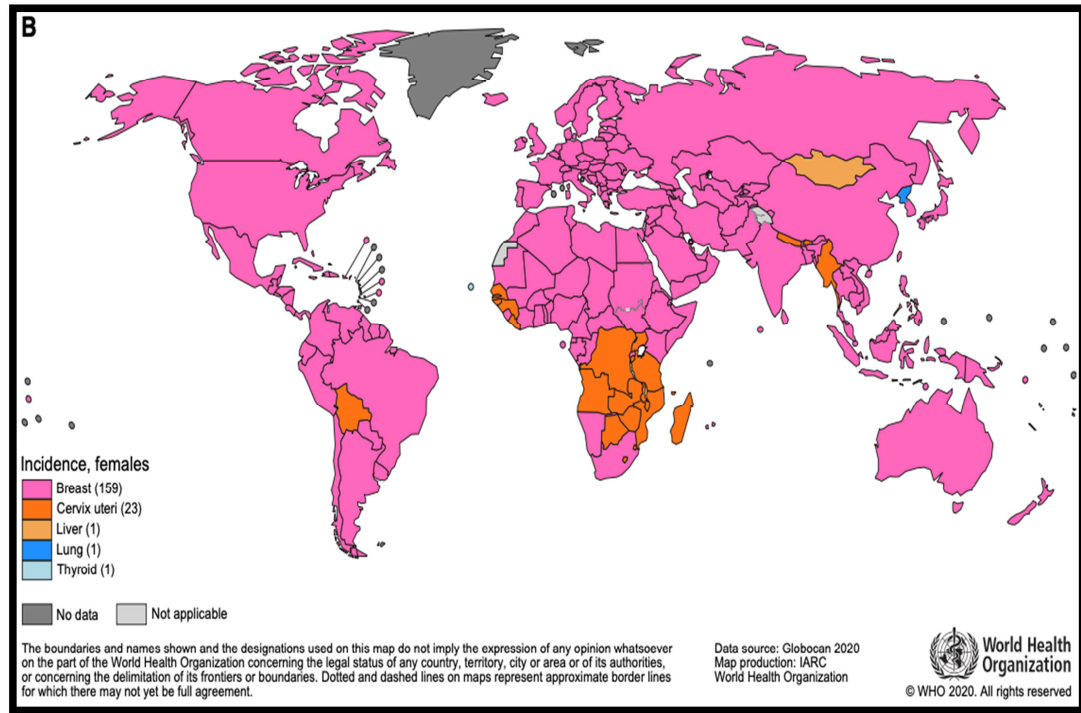 B
Incidence, females
Breast (159)
Cervix uteri (23)
Liver (1)
Lung (1)
Thyroid (1)
No data
Not applicable
The boundaries and names shown and the designations used on this map do not imply the expression of any opinion whatsoever
on the part of the World Health Organization concerning the legal status of any country, territory, city or area or of its authorities,
or concerning the delimitation of its frontiers or boundaries. Dotted and dashed lines on maps represent approximate border lines
for which there may not yet be full agreement.
Data source: Globocan 2020
Map production: IARC
World Health Organization
World Health
Organization
© WHO 2020. All rights reserved